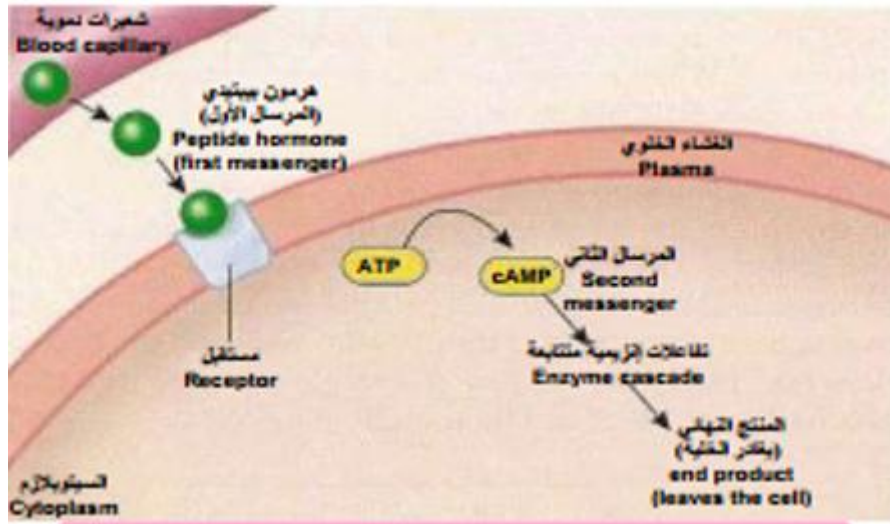 شعيرات دموية
Blood capillary
هرمون ببتيدي
(المرسال الأول)
Peptide hormone
(first messenger)
الغشاء الخلوي
Plasma
ATP
cAMP
المرسال الثاني
Second
messenger
مستقبل
Receptor
تفاعلات إنزيمية متتابعة
Enzyme cascade
المنتج النهائي
(يغادر الخلية)
end product
(leaves the cell)
السيتوبلازم
Cytoplasm